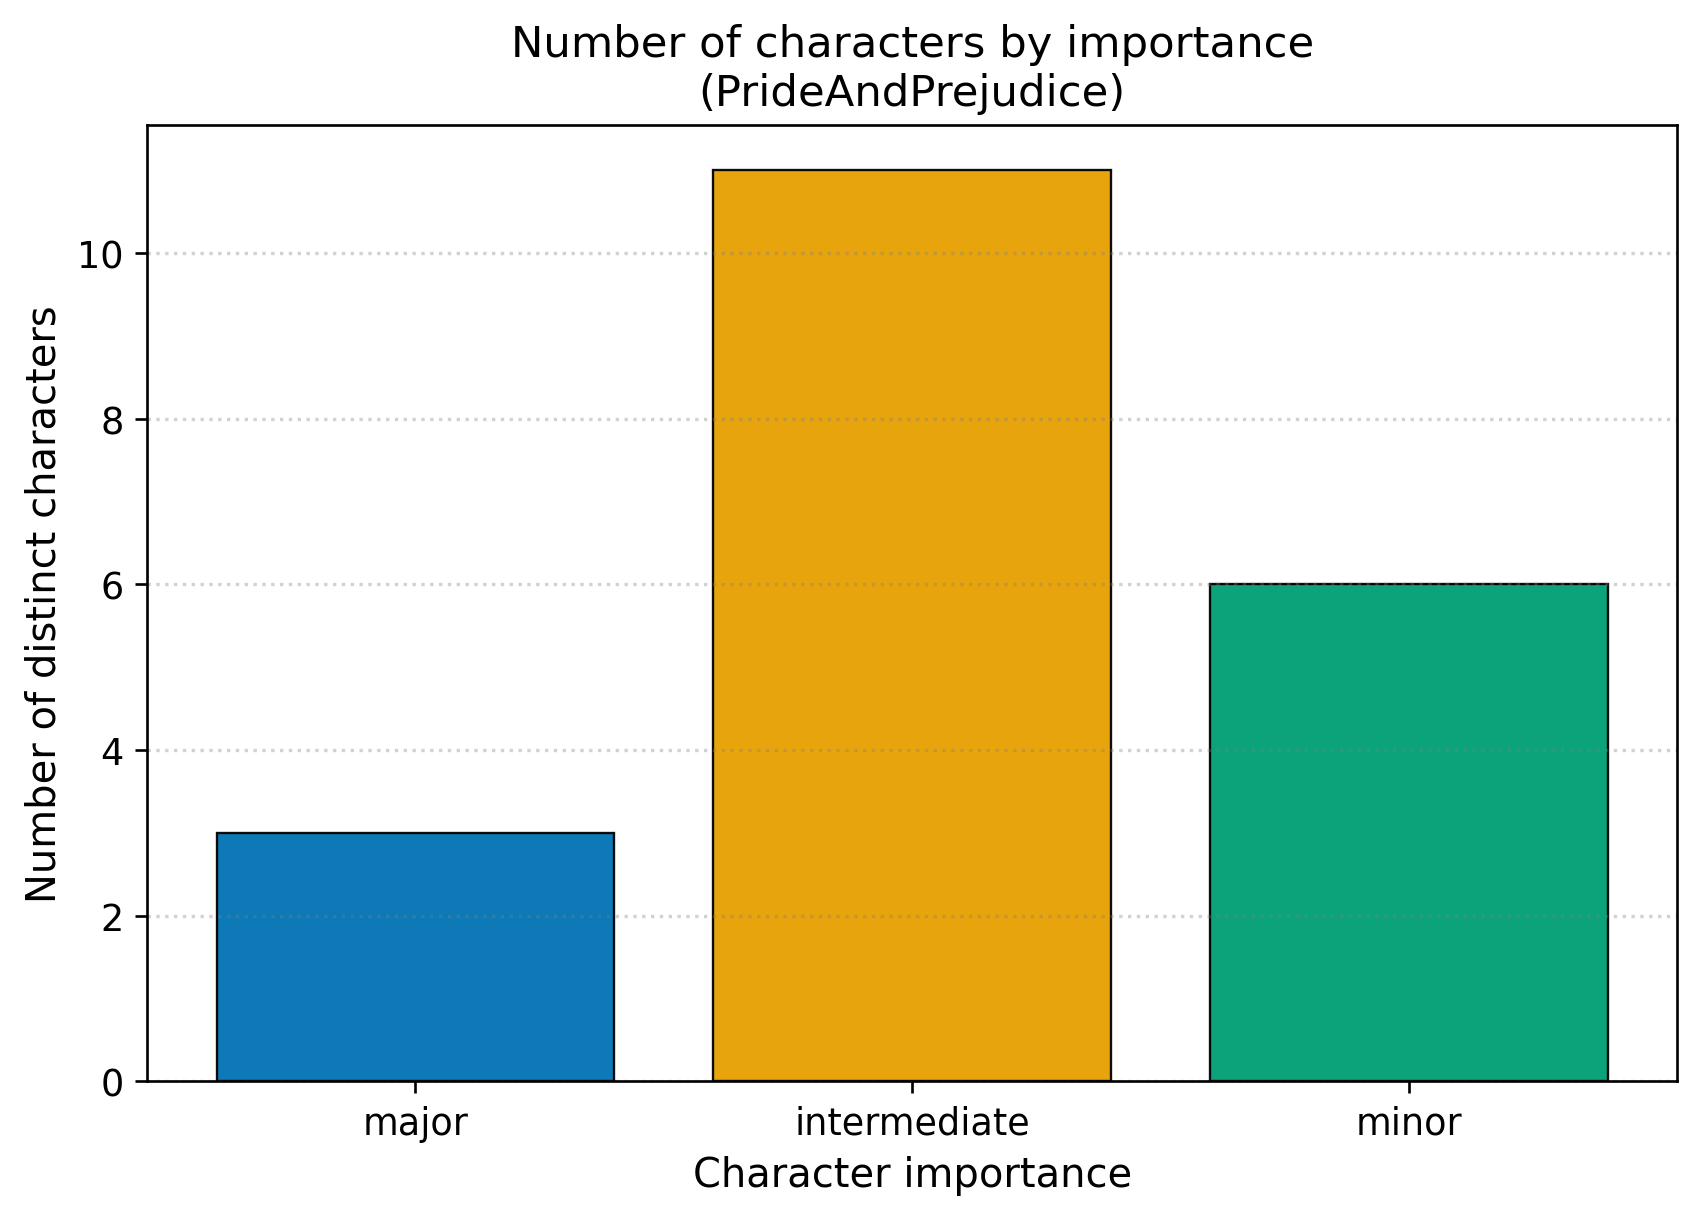 Number of characters by importance
(PrideAndPrejudice)
Number of distinct characters
10
8
6
4
2
0
major
intermediate
minor
Character importance